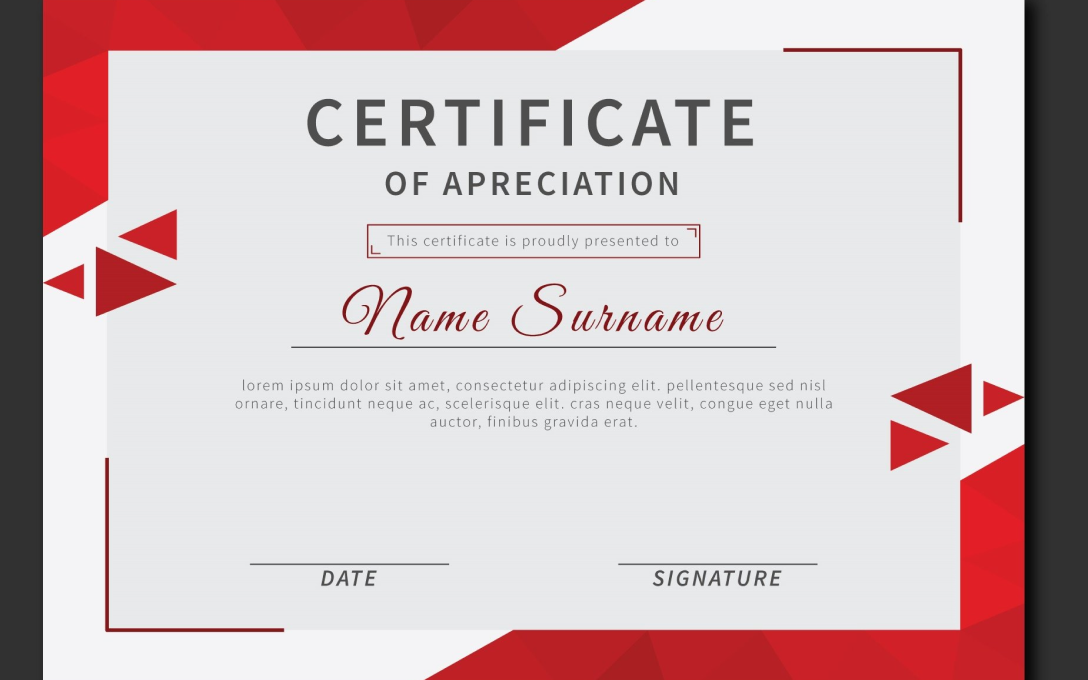 CERTIFICATE
OF APRECIATION
This certificate is proudly presented to
Name Surname
lorem ipsum dolor sit amet, consectetur adipiscing elit. pellentesque sed nisl
ornare, tincidunt neque ac, scelerisque elit. cras neque velit, congue eget nulla
auctor, finibus gravida erat.
DATE
SIGNATURE